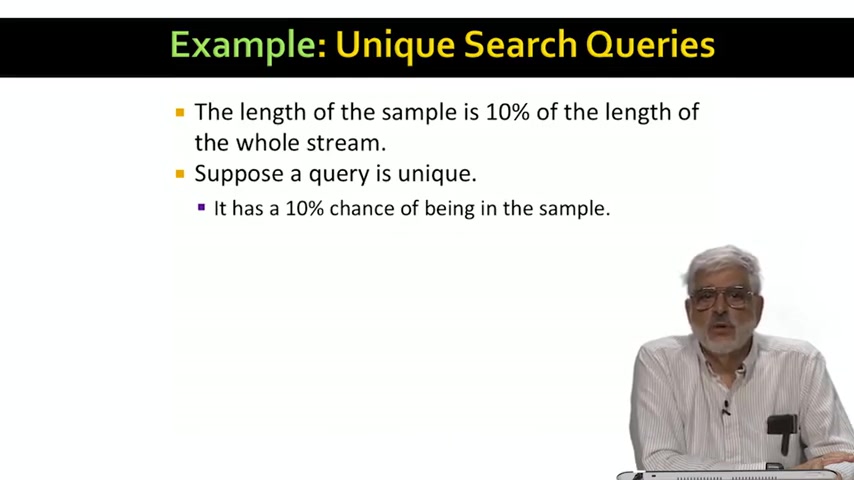 Example: Unique Search Queries
The length of the sample is 10% of the length of
the whole stream.
Suppose a query is unique.
It has a 10% chance of being in the sample.